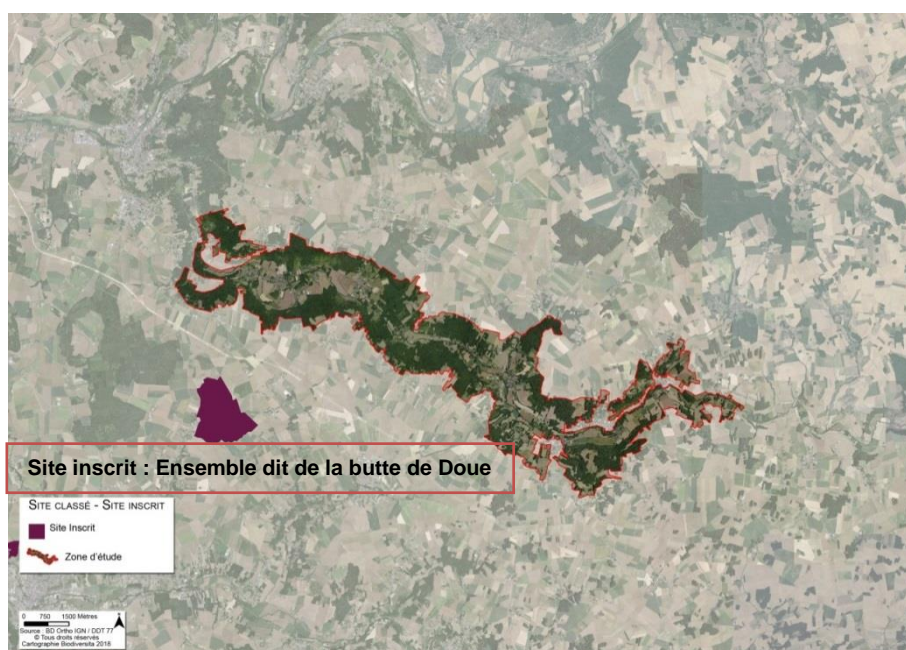 Site inscrit : Ensemble dit de la butte de Doue
SITE CLASSÉ - SITE INSCRIT
Site Inscrit
Zone d'étude
0 750 1500 Mètres
Source : BD Ortho IGN / DDT 77
© Tous droits réservés
Cartographie Biodiversita 2018